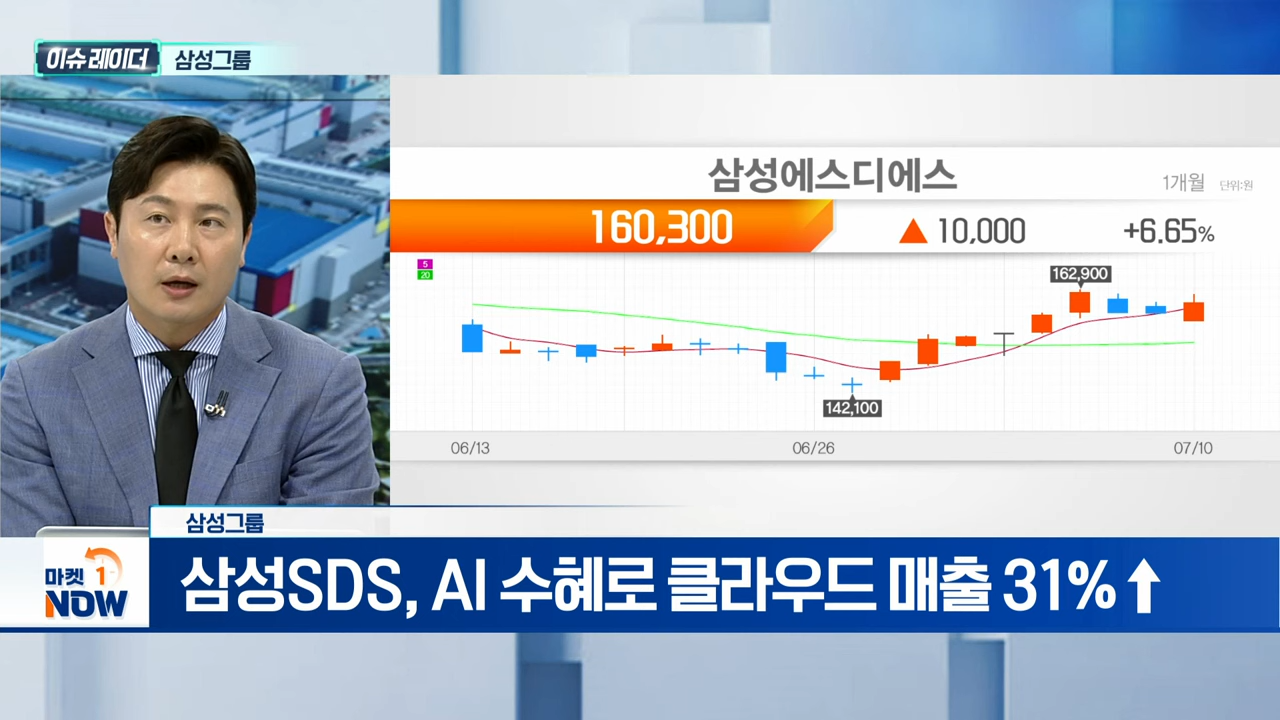 이슈 레이더 삼성그룹
삼성에스디에스
1개월 단위:원
160,300 ▲ 10,000 +6.65%
5
20
162,900
142,100
06/13 06/26 07/10
삼성그룹
마켓 1
NOW
삼성SDS, AI 수혜로 클라우드 매출 31%↑